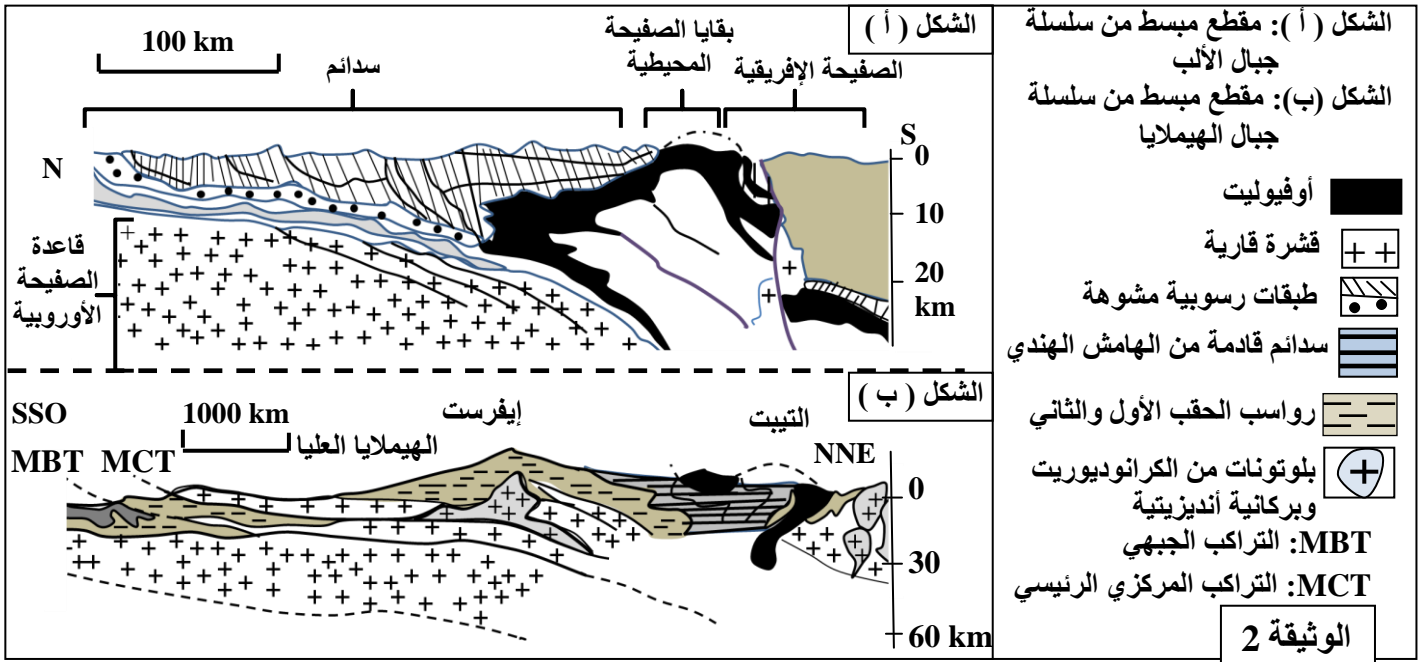 الشكل ( أ )
100 km
بقايا الصفيحة
المحيطية
الصفيحة الإفريقية
سدائم
N
S
0
10
20
km
قاعدة
الصفيحة
الأوروبية
الشكل ( ب )
SSO
1000 km
إيفرست
التيبت
الهيملايا العليا
NNE
MBT MCT
0
30
60 km
الشكل ( أ ): مقطع مبسط من سلسلة
جبال الألب
الشكل (ب): مقطع مبسط من سلسلة
جبال الهيملايا
أوفيوليت
قشرة قارية
طبقات رسوبية مشوهة
سدائم قادمة من الهامش الهندي
رواسب الحقب الأول والثاني
بلوتونات من الكرانوديوريت
وبركانية أنديزيتية
MBT: التراكب الجبهي
MCT: التراكب المركزي الرئيسي
الوثيقة 2